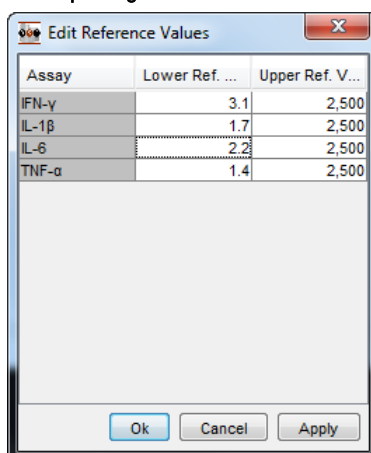 Edit Reference Values
Assay Lower Ref. ... Upper Ref. V...
IFN-γ 3.1 2,500
IL-1β 1.7 2,500
IL-6 2.2 2,500
TNF-α 1.4 2,500
Ok Cancel Apply